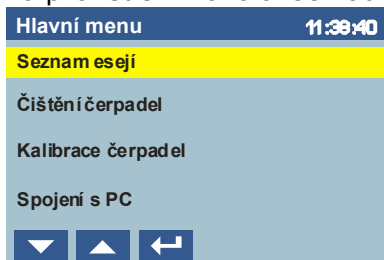 Hlavní menu 11:38:40
Seznam esejí
Čištění čerpadel
Kalibrace čerpadel
Spojení s PC